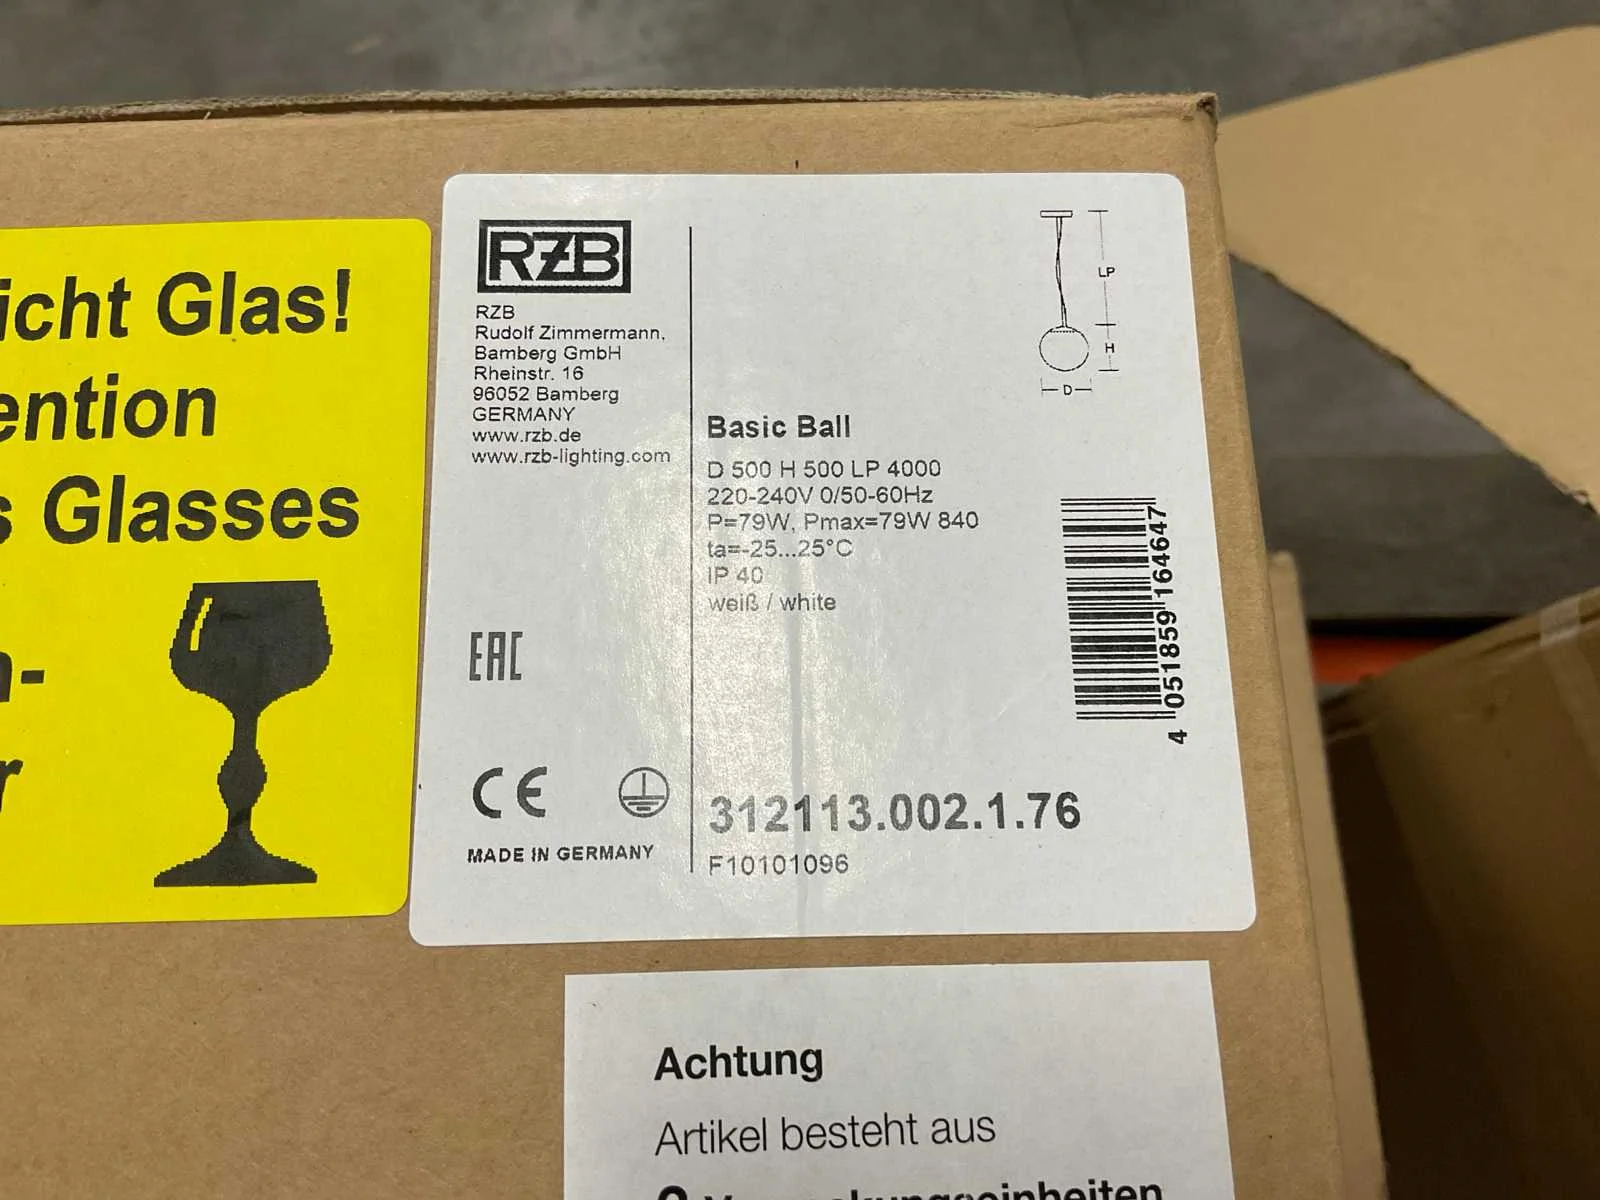 icht Glas!
ention
s Glasses
n-
r
RZB
RZB
Rudolf Zimmermann,
Bamberg GmbH
Rheinstr. 16
96052 Bamberg
GERMANY
www.rzb.de
www.rzb-lighting.com
EAC
CE
MADE IN GERMANY
LP
H
D
Basic Ball
D 500 H 500 LP 4000
220-240V 0/50-60Hz
P=79W, Pmax=79W 840
ta=-25...25°C
IP 40
weiß / white
4 051859 164647
312113.002.1.76
F10101096
Achtung
Artikel besteht aus